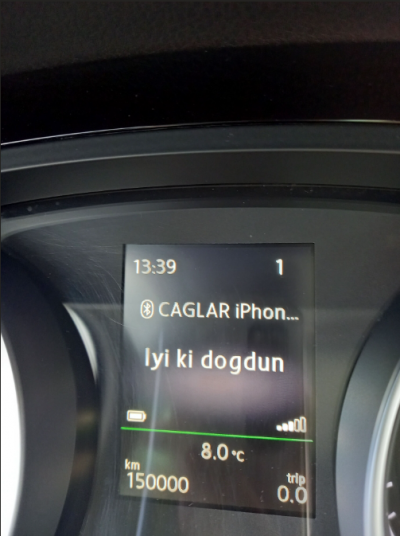 13:39 1
CAGLAR iPhon...
Iyi ki dogdun
8.0 °C
km trip
150000 0.0